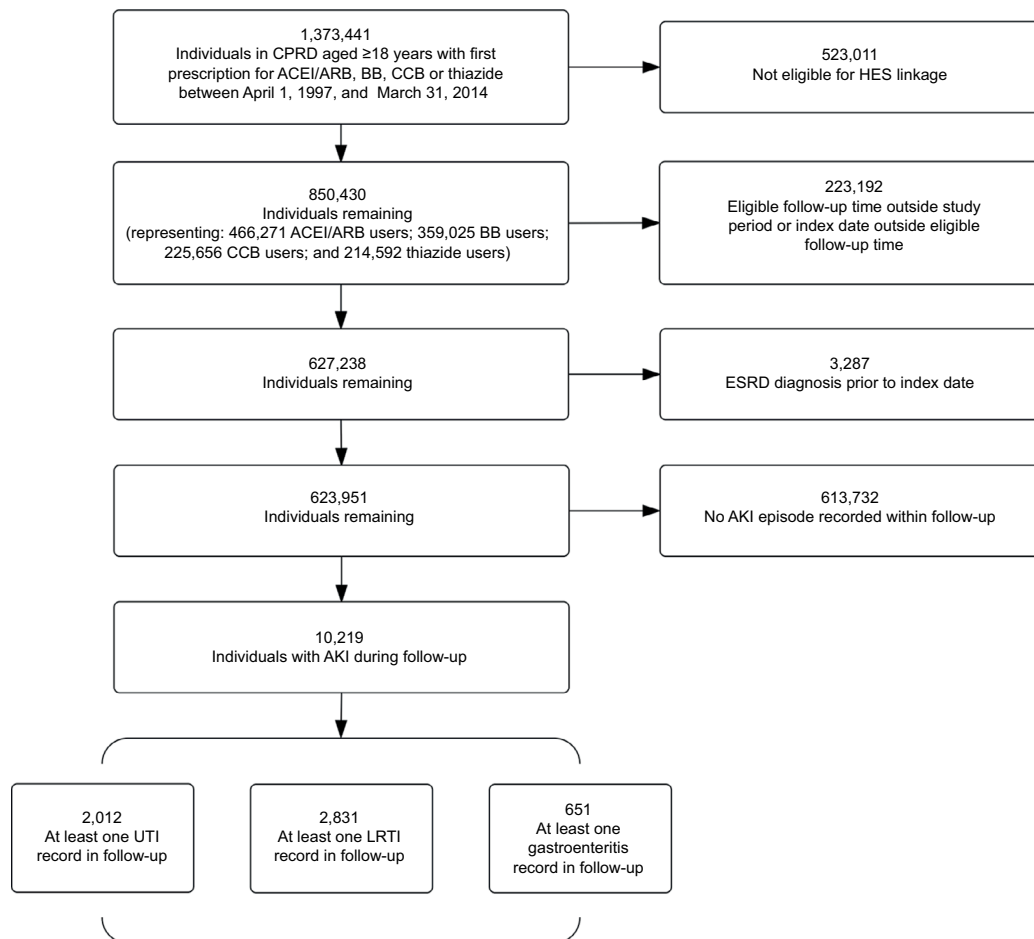 1,373,441
Individuals in CPRD aged ≥18 years with first
prescription for ACEI/ARB, BB, CCB or thiazide
between April 1, 1997, and March 31, 2014
523,011
Not eligible for HES linkage
850,430
Individuals remaining
(representing: 466,271 ACEI/ARB users; 359,025 BB users;
225,656 CCB users; and 214,592 thiazide users)
223,192
Eligible follow-up time outside study
period or index date outside eligible
follow-up time
627,238
Individuals remaining
3,287
ESRD diagnosis prior to index date
623,951
Individuals remaining
613,732
No AKI episode recorded within follow-up
10,219
Individuals with AKI during follow-up
2,012
At least one UTI
record in follow-up
2,831
At least one LRTI
record in follow-up
651
At least one
gastroenteritis
record in follow-up